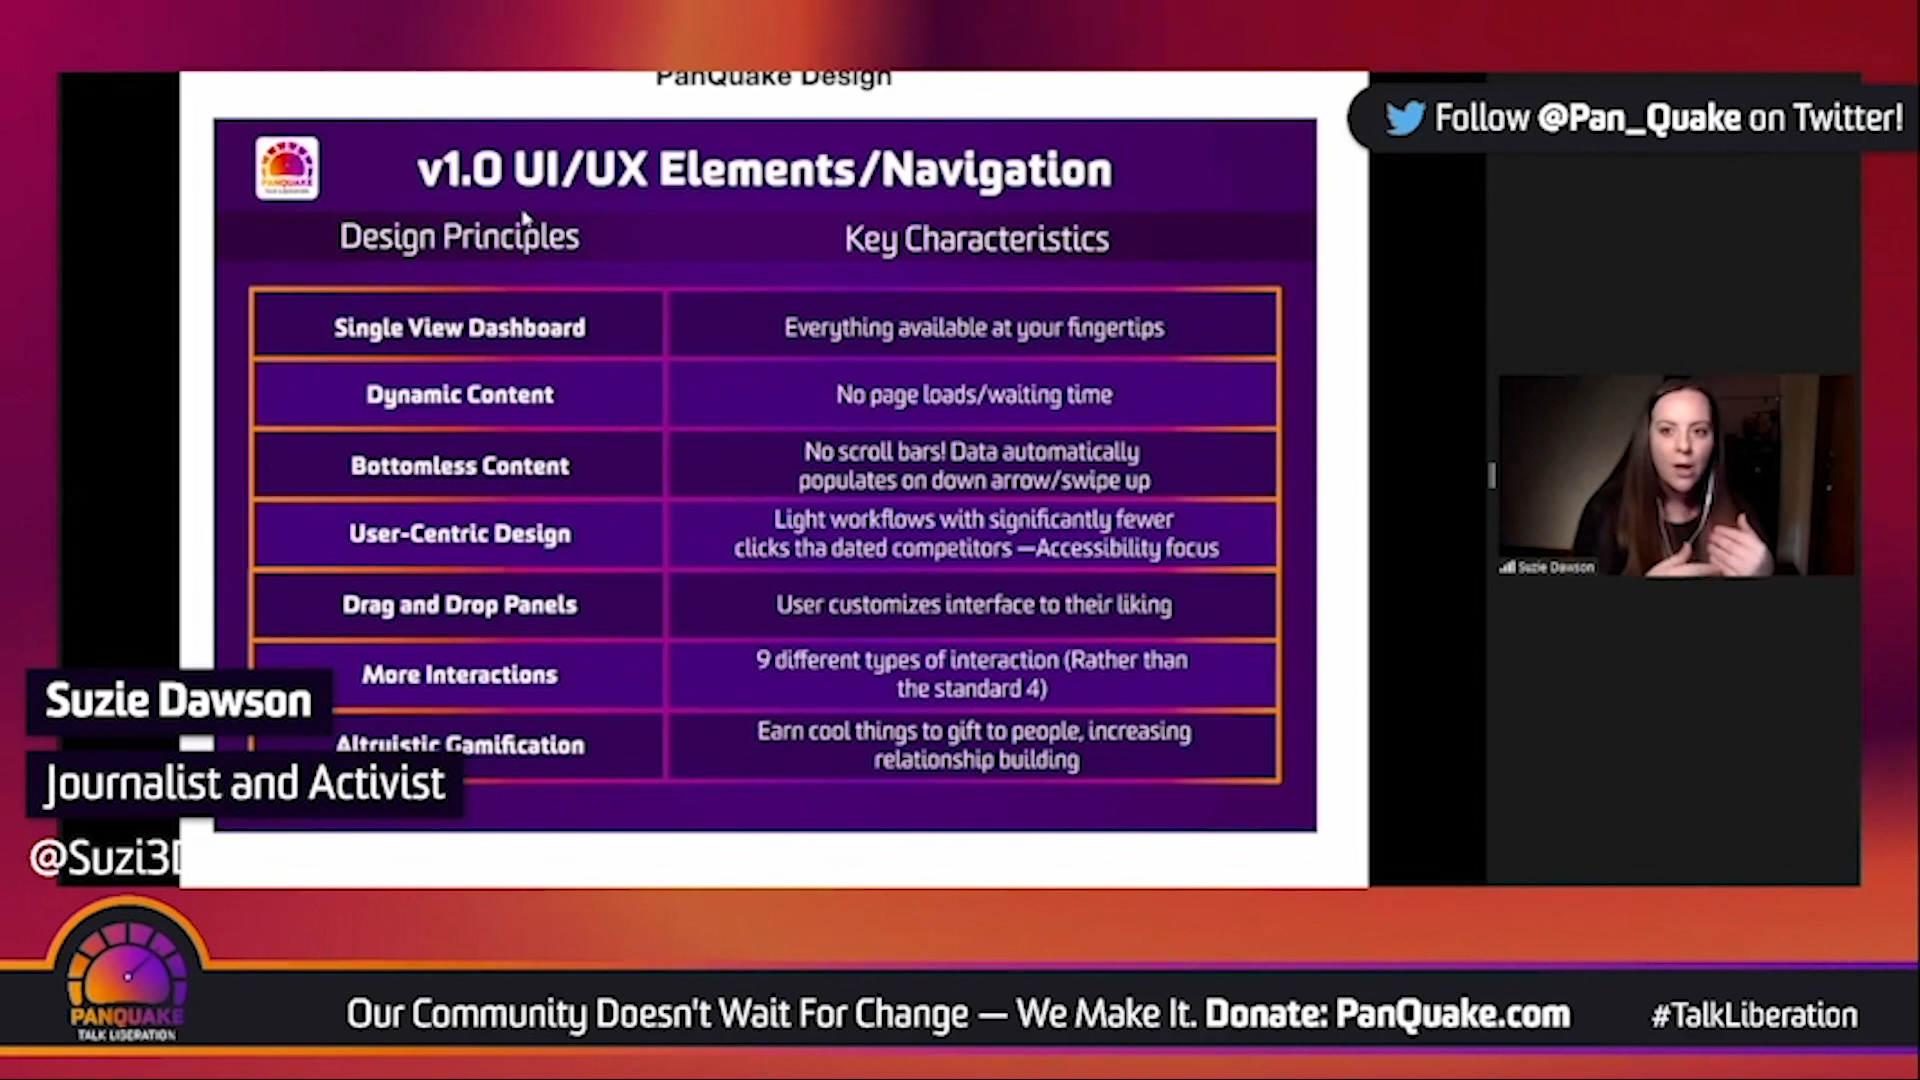 PanQuake Design
Follow @Pan_Quake on Twitter!
PANQUAKE
v1.0 UI/UX Elements/Navigation
Design Principles
Key Characteristics
Single View Dashboard
Everything available at your fingertips
Dynamic Content
No page loads/waiting time
Bottomless Content
No scroll bars! Data automatically
populates on down arrow/swipe up
User-Centric Design
Light workflows with significantly fewer
clicks tha dated competitors —Accessibility focus
Drag and Drop Panels
User customizes interface to their liking
More Interactions
9 different types of interaction (Rather than
the standard 4)
Altruistic Gamification
Earn cool things to gift to people, increasing
relationship building
Suzie Dawson
Suzie Dawson
Journalist and Activist
@Suzi3D
PANQUAKE
TALK LIBERATION
Our Community Doesn't Wait For Change — We Make It. Donate: PanQuake.com
#TalkLiberation